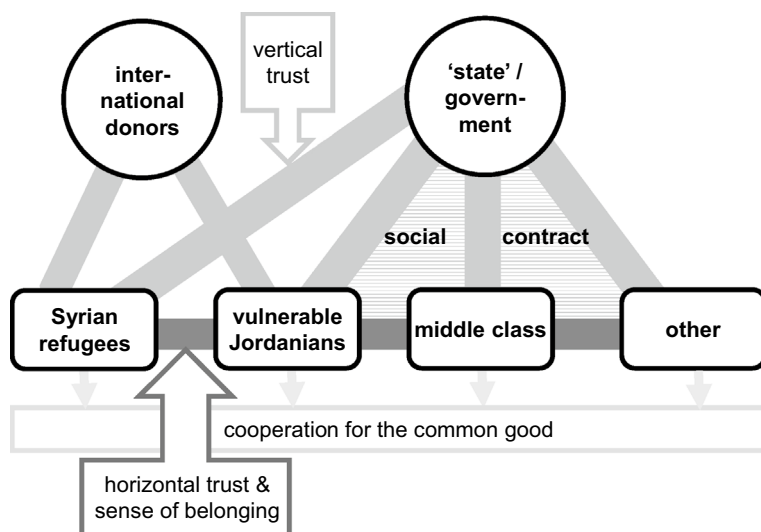 inter-
national
donors
vertical
trust
‘state’ /
govern-
ment
social
contract
Syrian
refugees
vulnerable
Jordanians
middle class
other
cooperation for the common good
horizontal trust &
sense of belonging